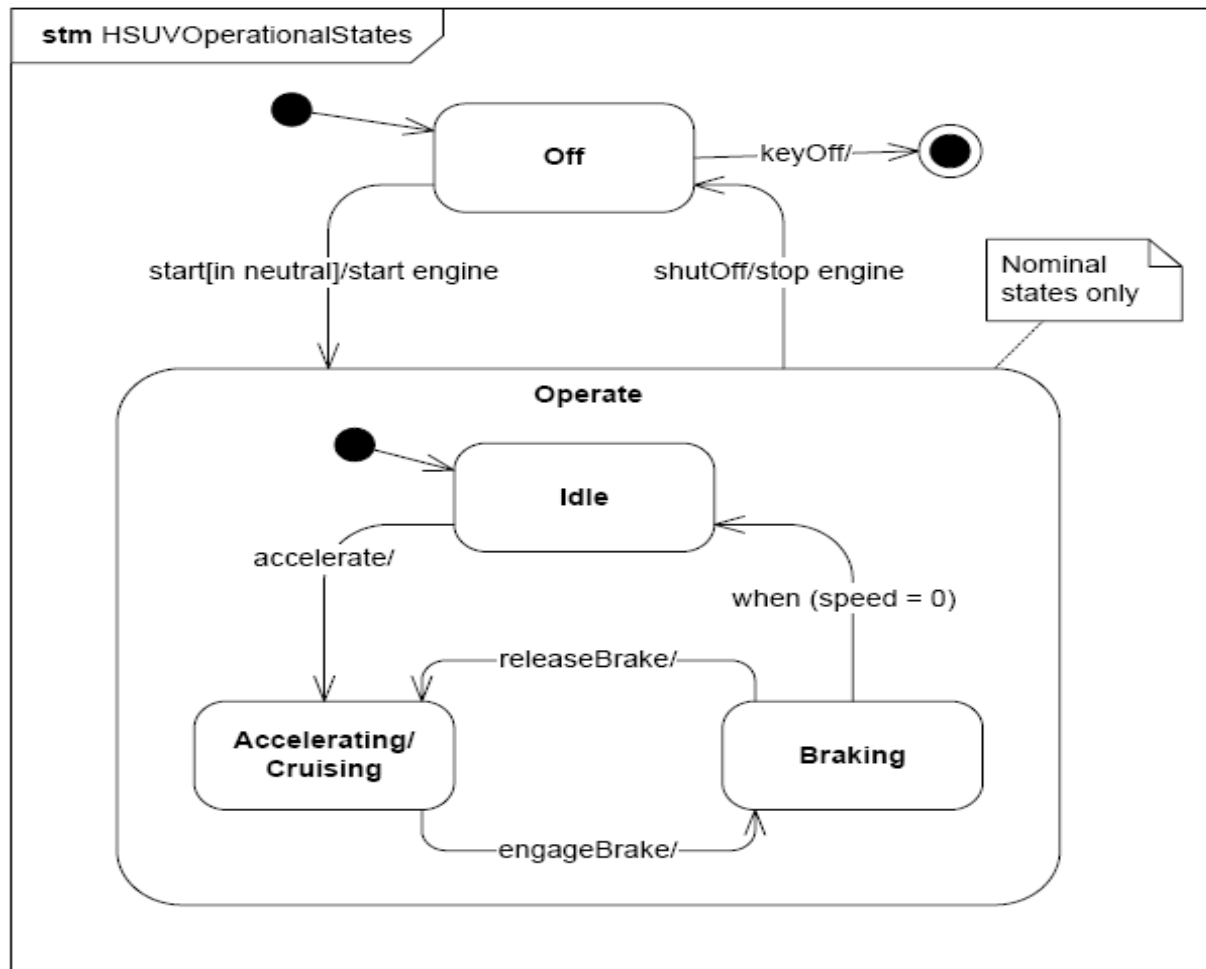 stm HSUVOperationalStates
Off
keyOff/
start[in neutral]/start engine
shutOff/stop engine
Nominal
states only
Operate
Idle
accelerate/
when (speed = 0)
releaseBrake/
Accelerating/
Cruising
Braking
engageBrake/